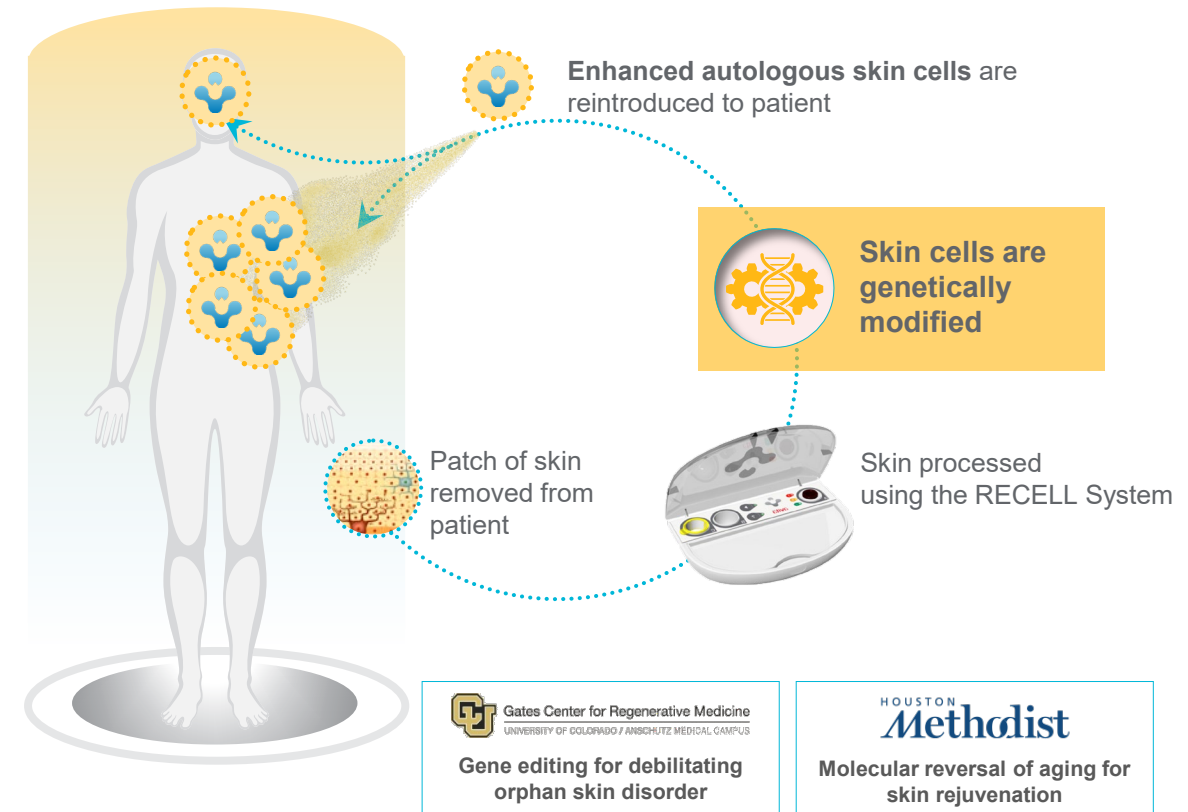 Enhanced autologous skin cells are
reintroduced to patient
Skin cells are
genetically
modified
Patch of skin
removed from
patient
Skin processed
using the RECELL System
Gates Center for Regenerative Medicine
UNIVERSITY OF COLORADO / ANSCHUTZ MEDICAL CAMPUS
Gene editing for debilitating
orphan skin disorder
HOUSTON
Methodist
Molecular reversal of aging for
skin rejuvenation